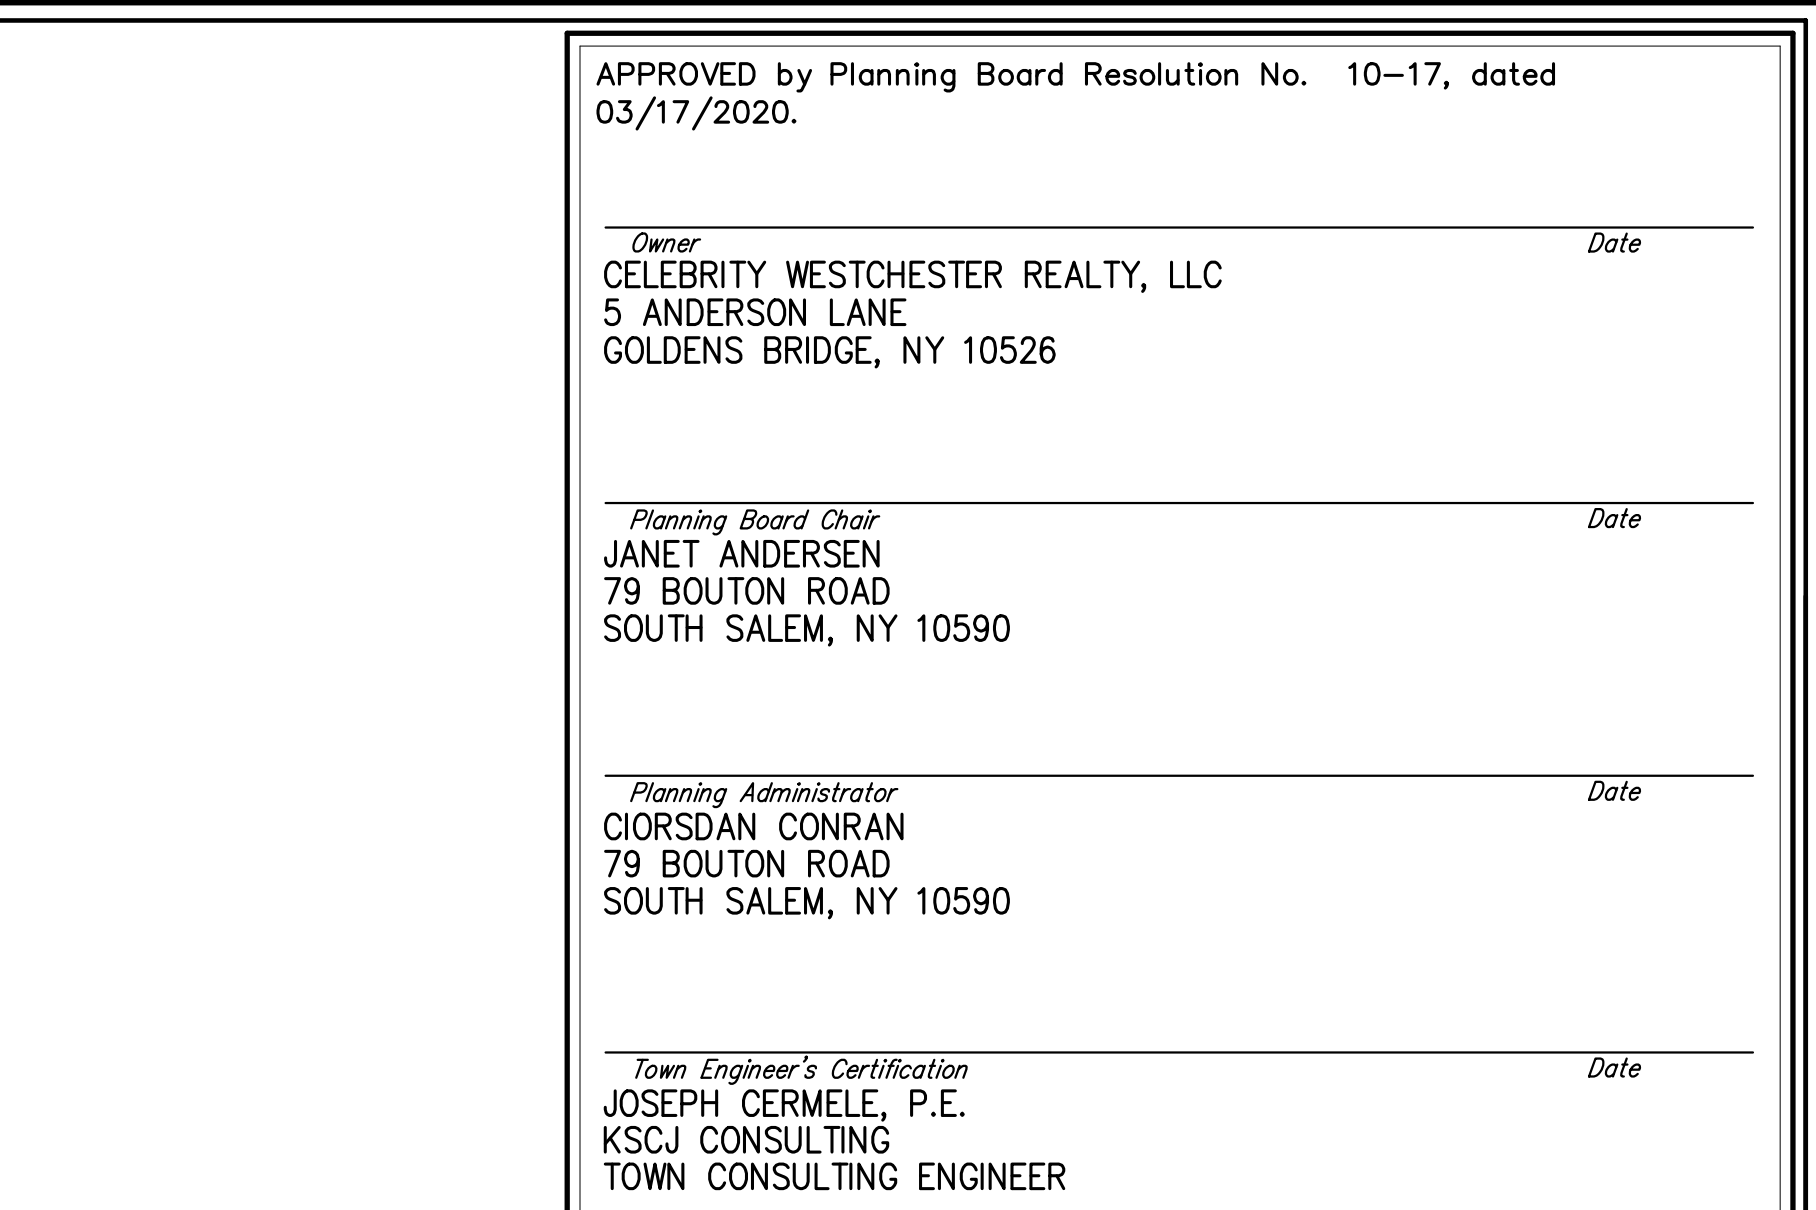 APPROVED by Planning Board Resolution No. 10-17, dated
03/17/2020.
Owner Date
CELEBRITY WESTCHESTER REALTY, LLC
5 ANDERSON LANE
GOLDENS BRIDGE, NY 10526
Planning Board Chair Date
JANET ANDERSEN
79 BOUTON ROAD
SOUTH SALEM, NY 10590
Planning Administrator Date
CIORSDAN CONRAN
79 BOUTON ROAD
SOUTH SALEM, NY 10590
Town Engineer's Certification Date
JOSEPH CERMELE, P.E.
KSCJ CONSULTING
TOWN CONSULTING ENGINEER